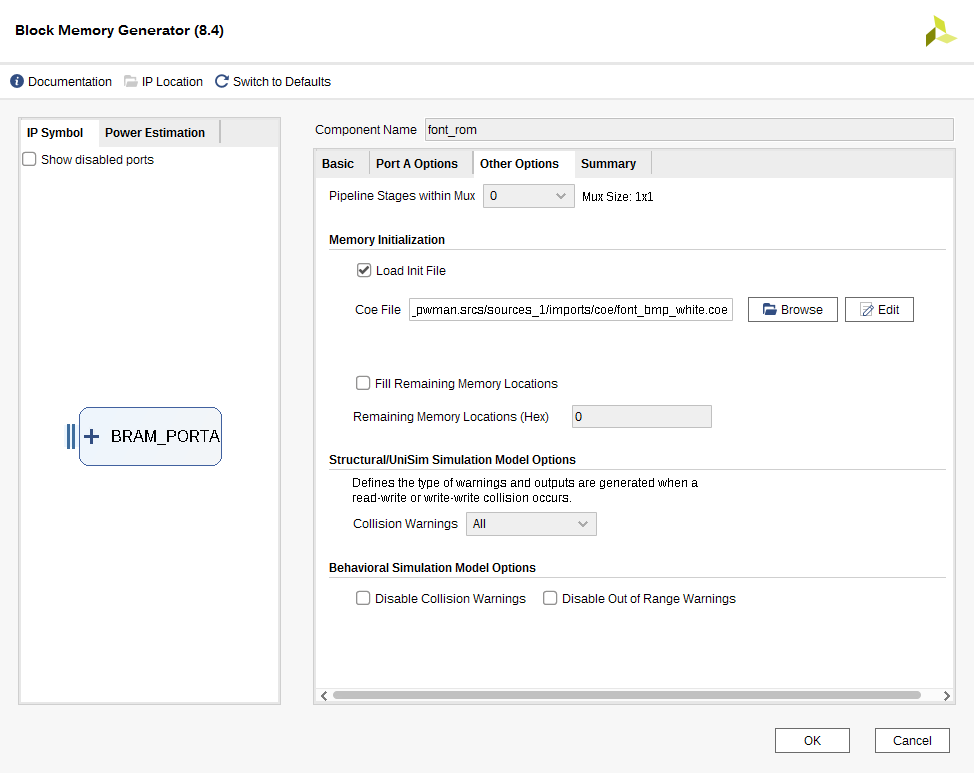 Block Memory Generator (8.4)
Documentation IP Location Switch to Defaults
IP Symbol Power Estimation
Show disabled ports
BRAM_PORTA
Component Name font_rom
Basic Port A Options Other Options Summary
Pipeline Stages within Mux 0 Mux Size: 1x1
Memory Initialization
Load Init File
Coe File _pwman.srcs/sources_1/imports/coe/font_bmp_white.coe Browse Edit
Fill Remaining Memory Locations
Remaining Memory Locations (Hex) 0
Structural/UniSim Simulation Model Options
Defines the type of warnings and outputs are generated when a
read-write or write-write collision occurs.
Collision Warnings All
Behavioral Simulation Model Options
Disable Collision Warnings Disable Out of Range Warnings
OK Cancel